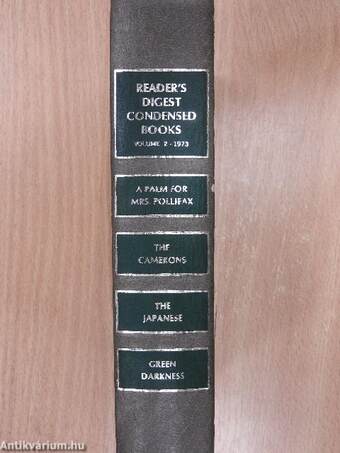 READER'S
DIGEST
CONDENSED
BOOKS
VOLUME 2 - 1973
A PALM FOR
MRS. POLLIFAX
THE
CAMERONS
THE
JAPANESE
GREEN
DARKNESS
Antikvárium.hu